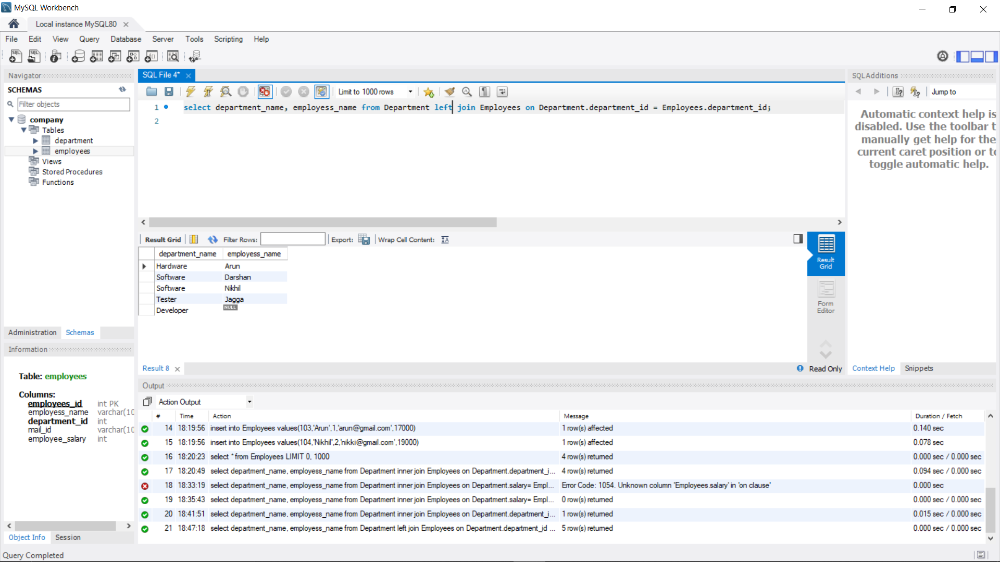 MySQL Workbench
Local instance MySQL80
File Edit View Query Database Server Tools Scripting Help
Navigator
SCHEMAS
Filter objects
company
Tables
department
employees
Views
Stored Procedures
Functions
Administration Schemas
Information
Table: employees
Columns:
employees_id int PK
employess_name varchar(10
department_id int
mail_id varchar(10
employee_salary int
Object Info Session
SQL File 4*
Limit to 1000 rows
1 select department_name, employess_name from Department left join Employees on Department.department_id = Employees.department_id;
2
Result Grid Filter Rows: Export: Wrap Cell Content:
department_name employess_name
Hardware Arun
Software Darshan
Software Nikhil
Tester Jagga
Developer NULL
Result Grid
Form Editor
Result 8
Read Only
SQLAdditions
Jump to
Automatic context help is
disabled. Use the toolbar t
manually get help for the
current caret position or to
toggle automatic help.
Context Help Snippets
Output
Action Output
# Time Action Message Duration / Fetch
14 18:19:56 insert into Employees values(103,'Arun',1,'arun@gmail.com',17000) 1 row(s) affected 0.140 sec
15 18:19:56 insert into Employees values(104,'Nikhil',2,'nikki@gmail.com',19000) 1 row(s) affected 0.078 sec
16 18:20:23 select * from Employees LIMIT 0, 1000 4 row(s) returned 0.000 sec / 0.000 sec
17 18:20:49 select department_name, employess_name from Department inner join Employees on Department.department_i... 4 row(s) returned 0.094 sec / 0.000 sec
18 18:33:19 select department_name, employess_name from Department inner join Employees on Department.salary= Empl... Error Code: 1054. Unknown column 'Employees.salary' in 'on clause' 0.000 sec
19 18:35:43 select department_name, employess_name from Department inner join Employees on Department.salary= Empl... 0 row(s) returned 0.000 sec / 0.000 sec
20 18:41:51 select department_name, employess_name from Department inner join Employees on Department.department_i... 1 row(s) returned 0.015 sec / 0.000 sec
21 18:47:18 select department_name, employess_name from Department left join Employees on Department.department_id ... 5 row(s) returned 0.000 sec / 0.000 sec
Query Completed